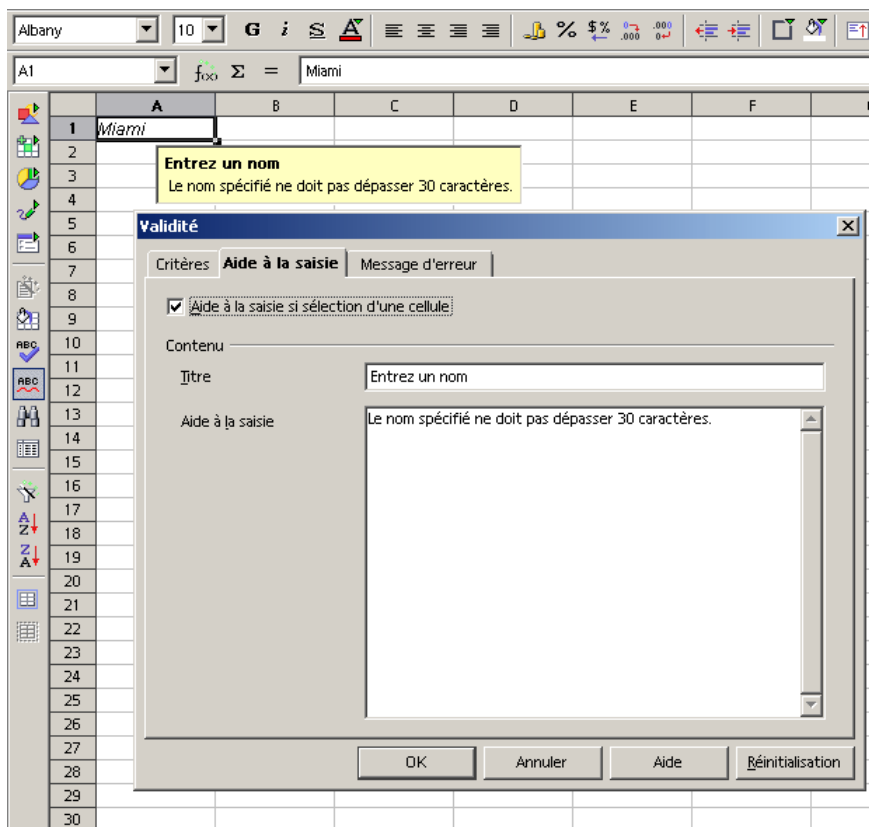 Albany 10 G i S A % $% .000 .000
A1 f(x) Σ = Miami
A B C D E F
1 Miami
2
Entrez un nom
3
Le nom spécifié ne doit pas dépasser 30 caractères.
4
5
Validité
6
Critères Aide à la saisie Message d'erreur
7
8
Aide à la saisie si sélection d'une cellule
9
10
Contenu
11
Titre Entrez un nom
12
13
Aide à la saisie Le nom spécifié ne doit pas dépasser 30 caractères.
14
15
16
17
18
19
20
21
22
23
24
25
26
27
OK Annuler Aide Réinitialisation
28
29
30
ABC
ABC
A Z
Z A